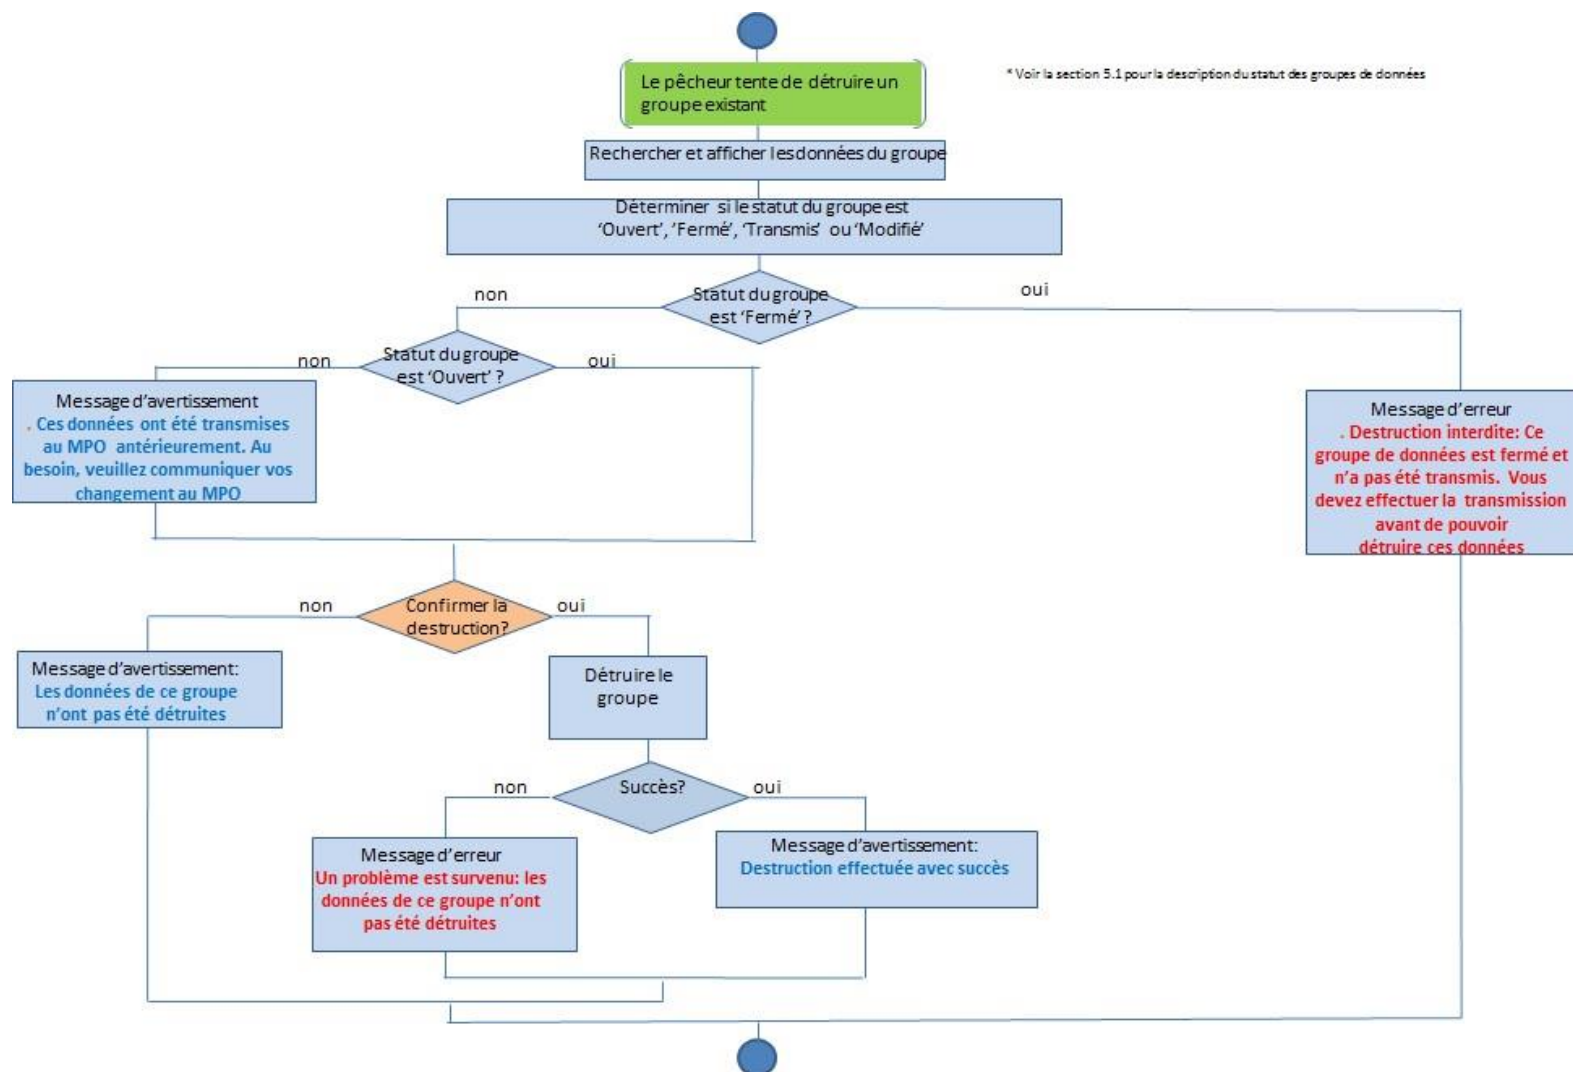 Le pêcheur tente de détruire un
groupe existant
* Voir la section 5.1 pour la description du statut des groupes de données
Rechercher et afficher les données du groupe
Déterminer si le statut du groupe est
‘Ouvert’, ‘Fermé’, ‘Transmis’ ou ‘Modifié’
non
Statut du groupe
est ‘Fermé’ ?
oui
non
Statut du groupe
est ‘Ouvert’ ?
oui
Message d’avertissement
. Ces données ont été transmises
au MPO antérieurement. Au
besoin, veuillez communiquer vos
changement au MPO
Message d’erreur
. Destruction interdite: Ce
groupe de données est fermé et
n’a pas été transmis. Vous
devez effectuer la transmission
avant de pouvoir
détruire ces données
non
Confirmer la
destruction?
oui
Message d’avertissement:
Les données de ce groupe
n’ont pas été détruites
Détruire le
groupe
non
Succès?
oui
Message d’erreur
Un problème est survenu: les
données de ce groupe n’ont
pas été détruites
Message d’avertissement:
Destruction effectuée avec succès